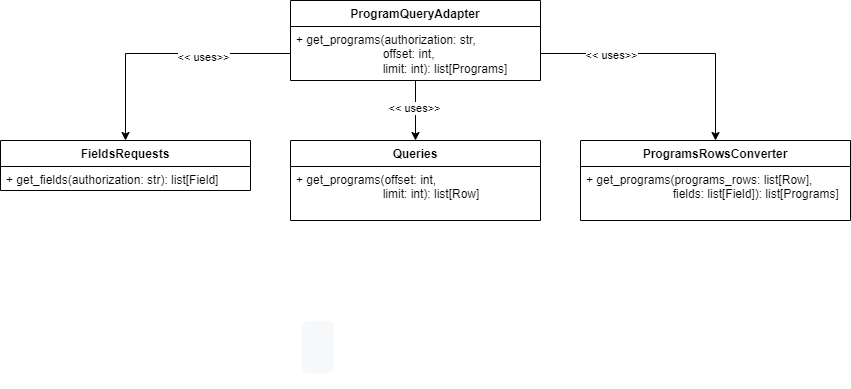 ProgramQueryAdapter
+ get_programs(authorization: str,
offset: int,
limit: int): list[Programs]
<< uses>>
<< uses>>
<< uses>>
FieldsRequests
+ get_fields(authorization: str): list[Field]
Queries
+ get_programs(offset: int,
limit: int): list[Row]
ProgramsRowsConverter
+ get_programs(programs_rows: list[Row],
fields: list[Field]): list[Programs]